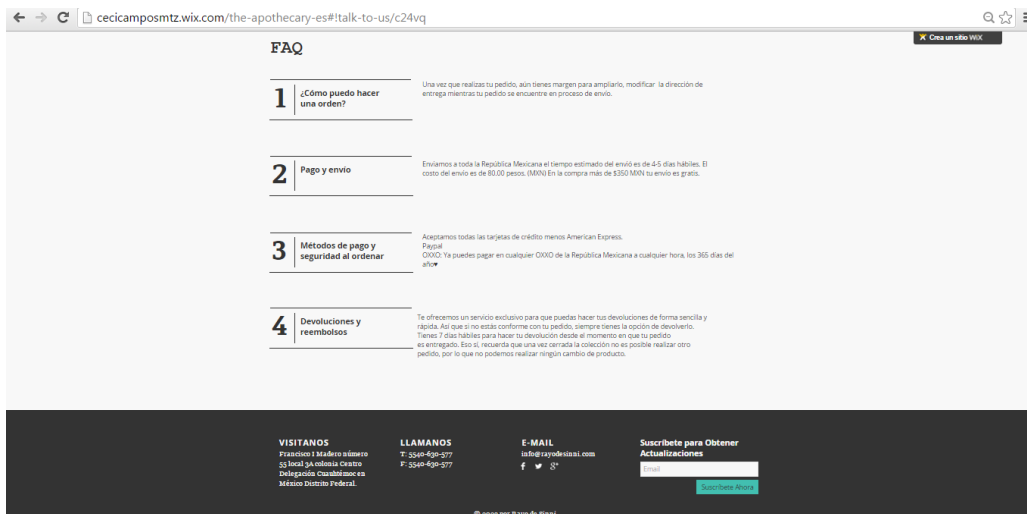 cecicamposmtz.wix.com/the-apothecary-es#!talk-to-us/c24vq
Crea un sitio WiX
FAQ
1
¿Cómo puedo hacer
una orden?
Una vez que realizas tu pedido, aún tienes margen para ampliarlo, modificar la dirección de
entrega mientras tu pedido se encuentre en proceso de envío.
2
Pago y envío
Enviamos a toda la República Mexicana el tiempo estimado del envió es de 4-5 días hábiles. El
costo del envío es de 80.00 pesos. (MXN) En la compra más de $350 MXN tu envío es gratis.
3
Métodos de pago y
seguridad al ordenar
Aceptamos todas las tarjetas de crédito menos American Express.
Paypal
OXXO: Ya puedes pagar en cualquier OXXO de la República Mexicana a cualquier hora, los 365 días del
año♥
4
Devoluciones y
reembolsos
Te ofrecemos un servicio exclusivo para que puedas hacer tus devoluciones de forma sencilla y
rápida. Así que si no estás conforme con tu pedido, siempre tienes la opción de devolverlo.
Tienes 7 días hábiles para hacer tu devolución desde el momento en que tu pedido
es entregado. Eso sí, recuerda que una vez cerrada la colección no es posible realizar otro
pedido, por lo que no podemos realizar ningún cambio de producto.
VISITANOS
Francisco I Madero número
55 local 3A colonia Centro
Delegación Cuauhtémoc en
México Distrito Federal.
LLAMANOS
T: 5540-630-577
F: 5540-630-577
E-MAIL
info@rayodesinni.com
Suscríbete para Obtener
Actualizaciones
Email
Suscríbete Ahora